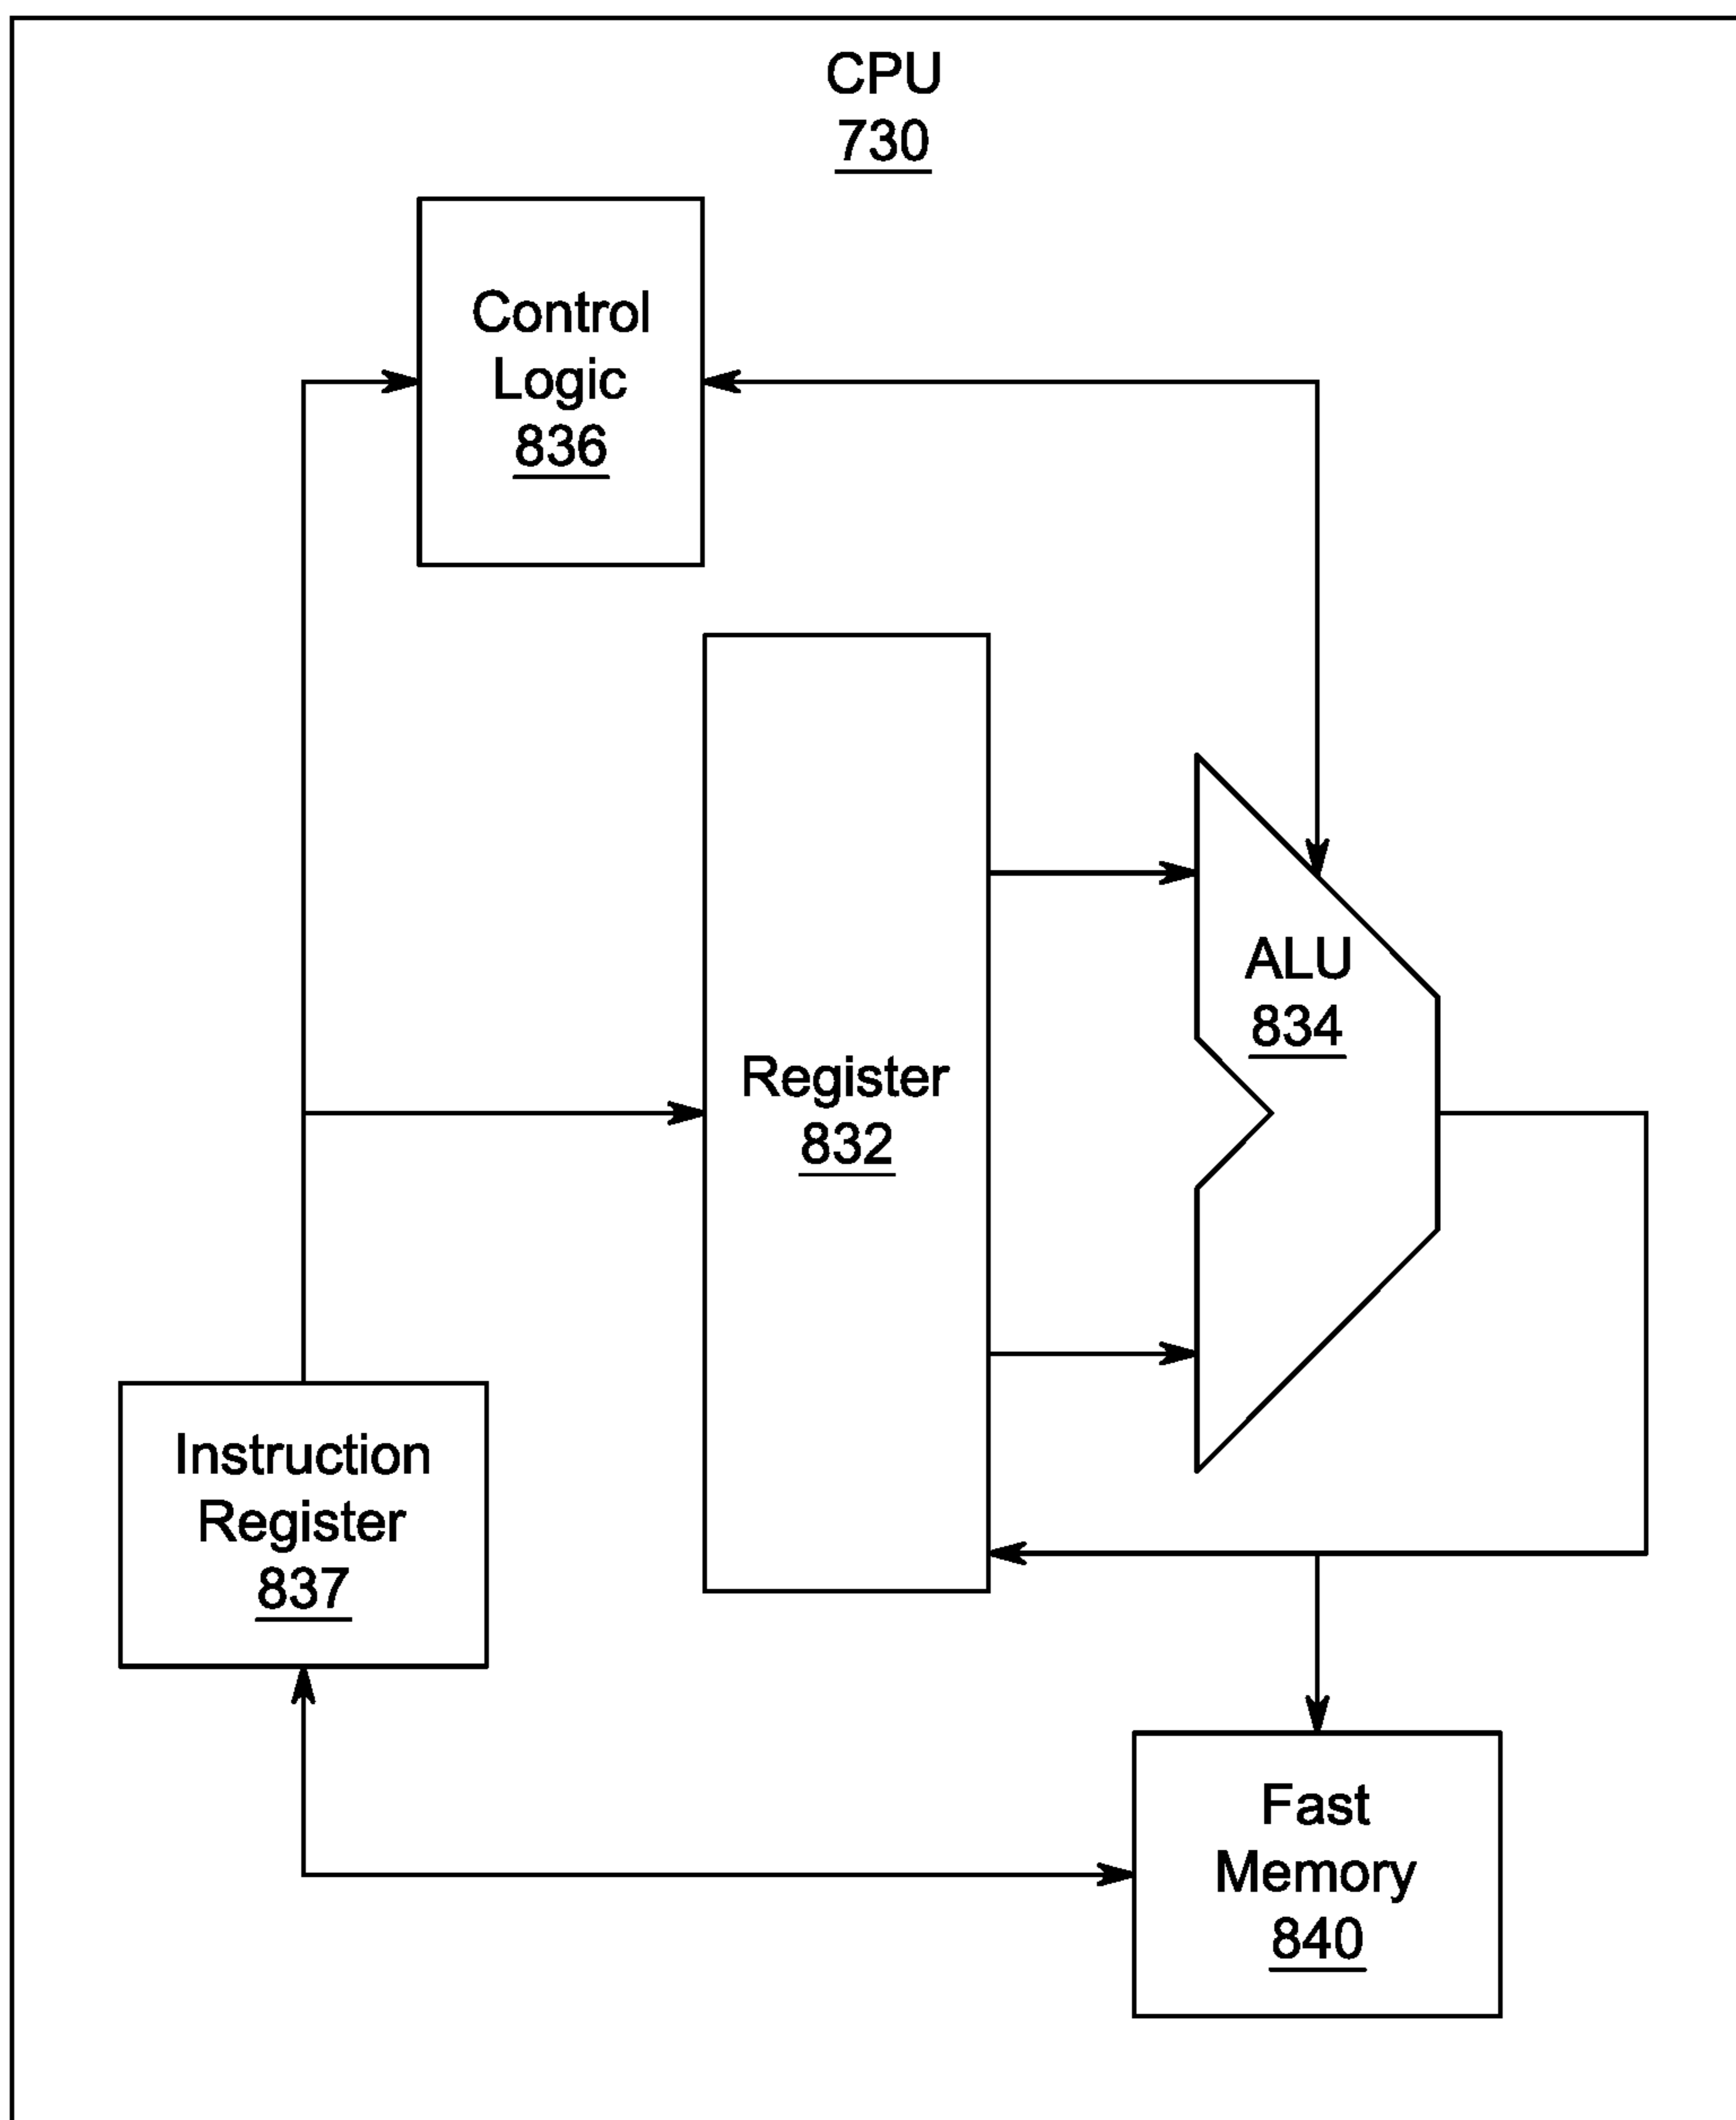 CPU
730
Control
Logic
836
ALU
834
Register
832
Instruction
Register
837
Fast
Memory
840